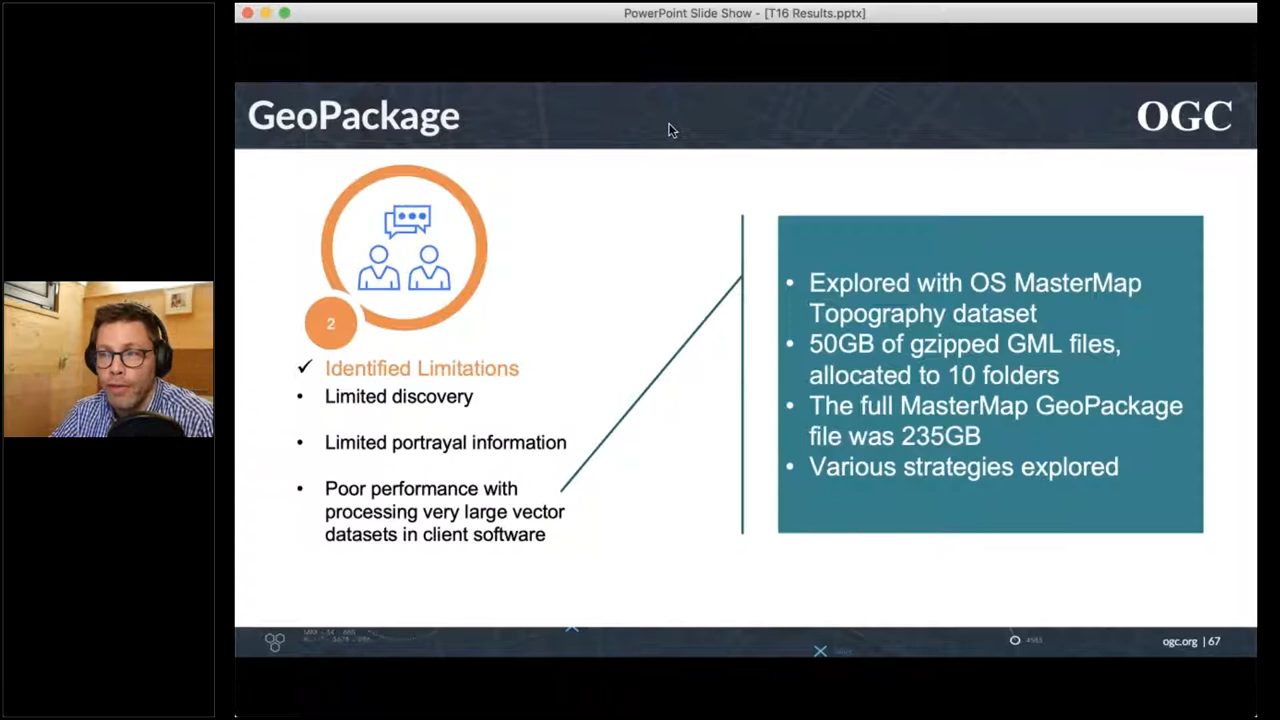 PowerPoint Slide Show - [T16 Results.pptx]
GeoPackage
OGC
2
✓ Identified Limitations
• Limited discovery
• Limited portrayal information
• Poor performance with
processing very large vector
datasets in client software
• Explored with OS MasterMap
Topography dataset
• 50GB of gzipped GML files,
allocated to 10 folders
• The full MasterMap GeoPackage
file was 235GB
• Various strategies explored
ogc.org | 67